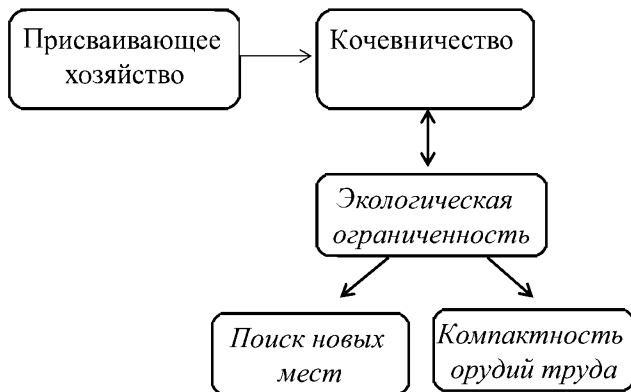 Присваивающее
хозяйство
Кочевничество
Экологическая
ограниченность
Поиск новых
мест
Компактность
орудий труда